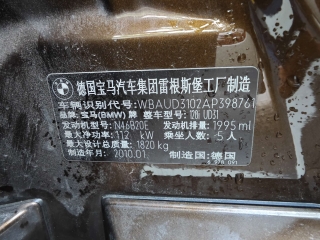 德国宝马汽车集团雷根斯堡工厂制造
车辆识别代号:WBAUD3102AP398761
品牌:宝马(BMW) 牌 整车型号:120i UD31
发动机型号:N46B20E 发动机排量:1995 ml
最大净功率:112 kW 乘坐人数:5人
最大设计总质量:1820 kg
制造年月:2010.01 制造国:德国